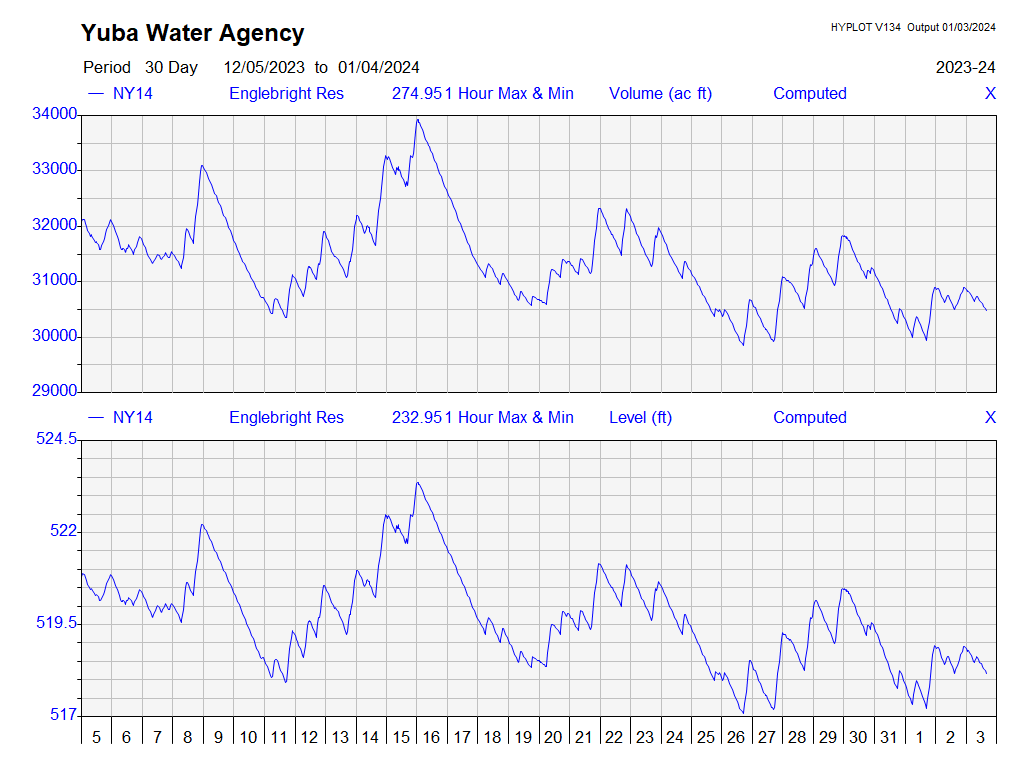 Yuba Water Agency
HYPLOT V134 Output 01/03/2024
Period 30 Day 12/05/2023 to 01/04/2024 2023-24
NY14 Englebright Res 274.951 Hour Max & Min Volume (ac ft) Computed X
34000
33000
32000
31000
30000
29000
NY14 Englebright Res 232.951 Hour Max & Min Level (ft) Computed X
524.5
522
519.5
517
5 6 7 8 9 10 11 12 13 14 15 16 17 18 19 20 21 22 23 24 25 26 27 28 29 30 31 1 2 3